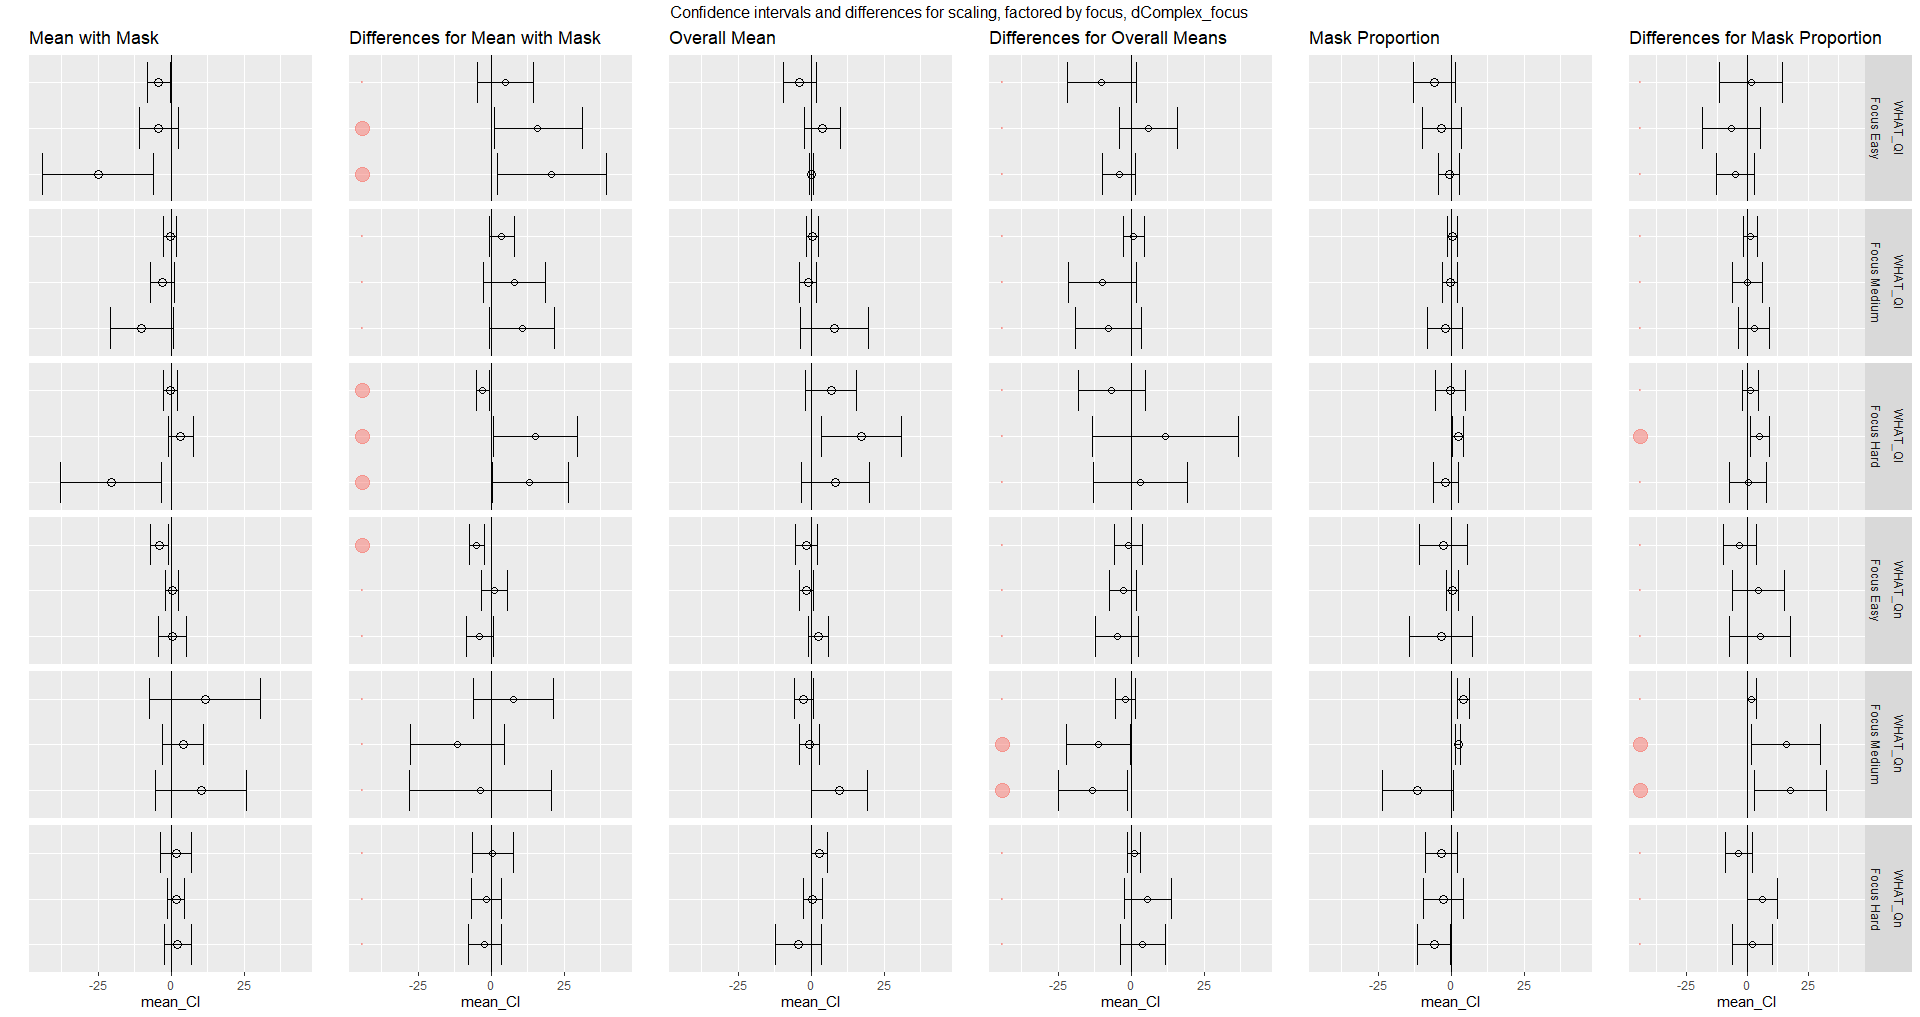 Confidence intervals and differences for scaling, factored by focus, dComplex_focus
Mean with Mask
Differences for Mean with Mask
Overall Mean
Differences for Overall Means
Mask Proportion
Differences for Mask Proportion
WHAT_Ql
Focus Easy
WHAT_Ql
Focus Medium
WHAT_Ql
Focus Hard
WHAT_Qn
Focus Easy
WHAT_Qn
Focus Medium
WHAT_Qn
Focus Hard
-25 0 25
-25 0 25
-25 0 25
-25 0 25
-25 0 25
-25 0 25
mean_CI
mean_CI
mean_CI
mean_CI
mean_CI
mean_CI